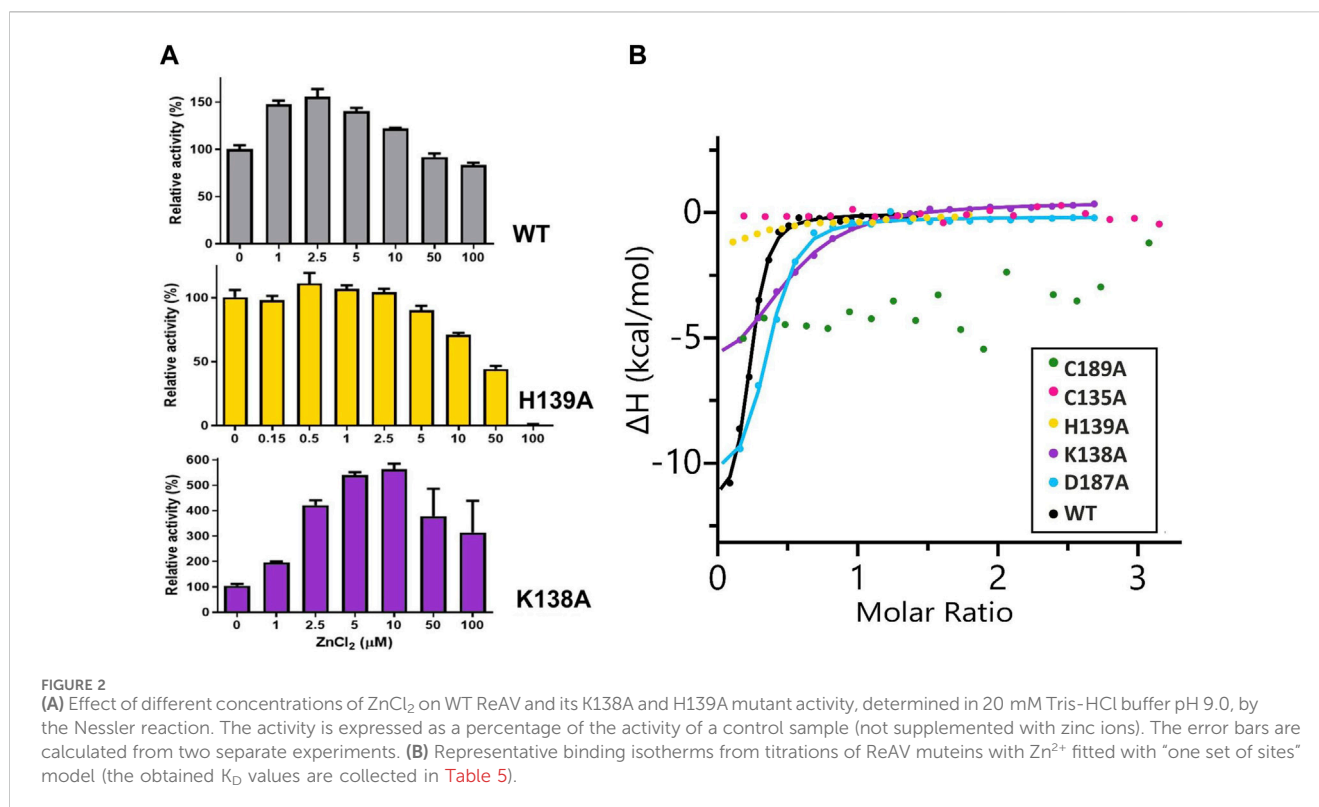 A
Relative activity (%)
150
100
50
0
0 1 2.5 5 10 50 100
WT
Relative activity (%)
100
50
0
0 0.15 0.5 1 2.5 5 10 50 100
H139A
Relative activity (%)
600
500
400
300
200
100
0
0 1 2.5 5 10 50 100
ZnCl₂ (µM)
K138A
B
ΔH (kcal/mol)
0
-5
-10
0 1 2 3
Molar Ratio
C189A
C135A
H139A
K138A
D187A
WT
FIGURE 2
(A) Effect of different concentrations of ZnCl₂ on WT ReAV and its K138A and H139A mutant activity, determined in 20 mM Tris-HCl buffer pH 9.0, by
the Nessler reaction. The activity is expressed as a percentage of the activity of a control sample (not supplemented with zinc ions). The error bars are
calculated from two separate experiments. (B) Representative binding isotherms from titrations of ReAV muteins with Zn²⁺ fitted with “one set of sites”
model (the obtained K_D values are collected in Table 5).